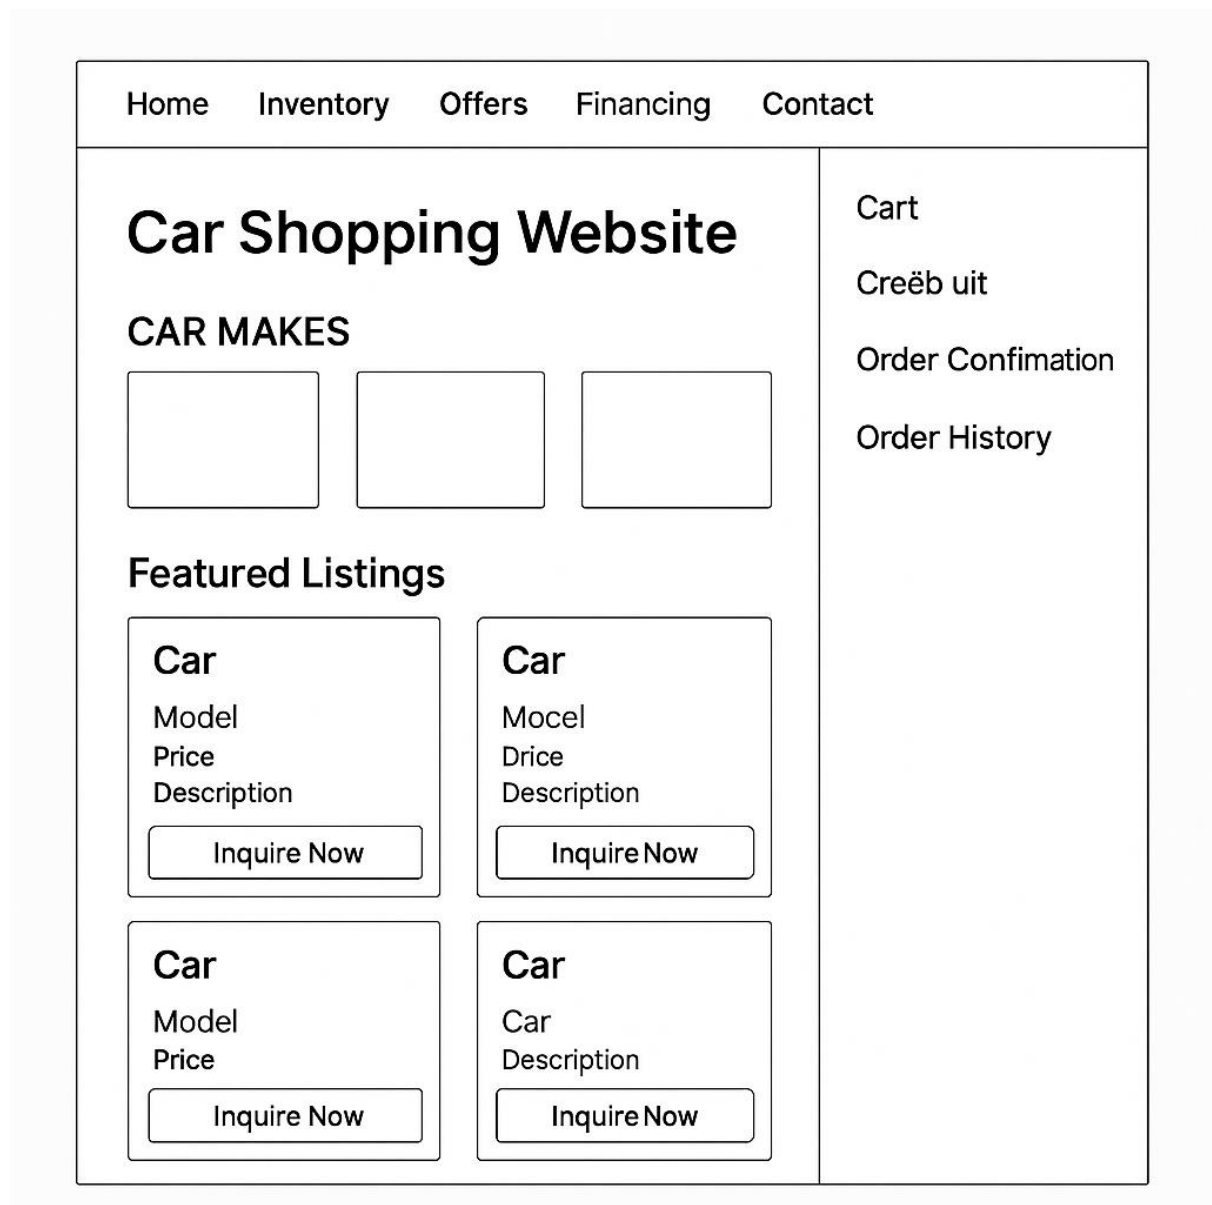 Home Inventory Offers Financing Contact
Car Shopping Website
CAR MAKES
Featured Listings
Car
Model
Price
Description
Inquire Now
Car
Mocel
Drice
Description
Inquire Now
Car
Model
Price
Inquire Now
Car
Car
Description
Inquire Now
Cart
Creëb uit
Order Confimation
Order History